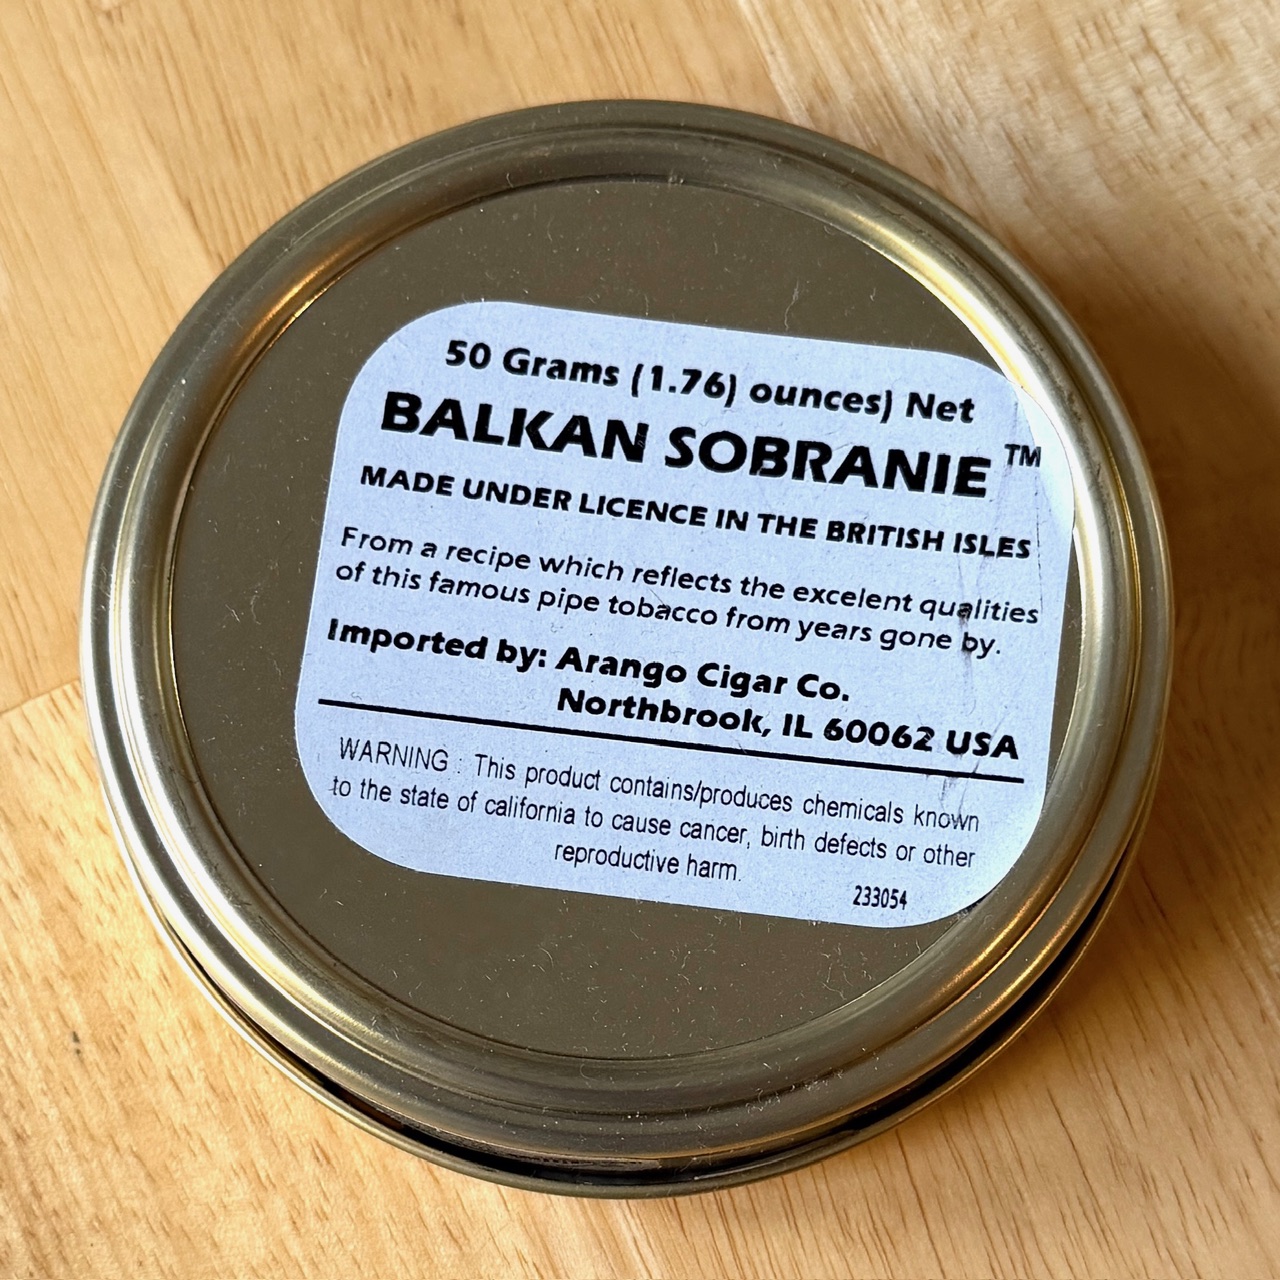 50 Grams (1.76) ounces) Net
BALKAN SOBRANIE ™
MADE UNDER LICENCE IN THE BRITISH ISLES
From a recipe which reflects the excelent qualities
of this famous pipe tobacco from years gone by.
Imported by: Arango Cigar Co.
Northbrook, IL 60062 USA
WARNING : This product contains/produces chemicals known
to the state of california to cause cancer, birth defects or other
reproductive harm.
233054